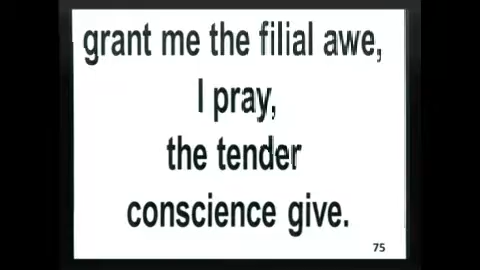 grant me the filial awe,
I pray,
the tender
conscience give.
75